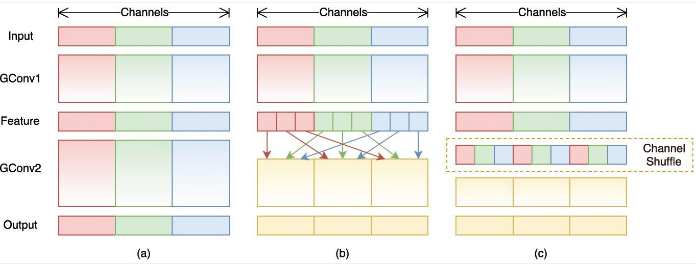 Channels
Channels
Channels
Input
GConv1
Feature
GConv2
Output
Channel
Shuffle
(a)
(b)
(c)